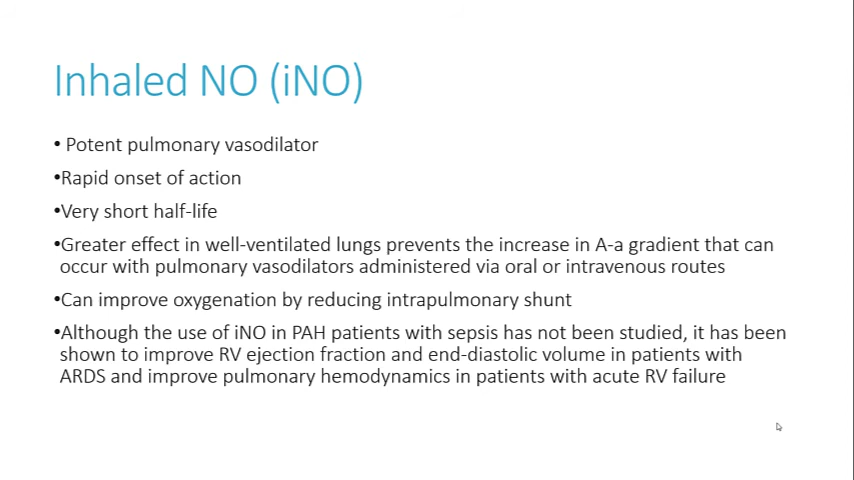 Inhaled NO (iNO)
• Potent pulmonary vasodilator
•Rapid onset of action
•Very short half-life
•Greater effect in well-ventilated lungs prevents the increase in A-a gradient that can
occur with pulmonary vasodilators administered via oral or intravenous routes
•Can improve oxygenation by reducing intrapulmonary shunt
•Although the use of iNO in PAH patients with sepsis has not been studied, it has been
shown to improve RV ejection fraction and end-diastolic volume in patients with
ARDS and improve pulmonary hemodynamics in patients with acute RV failure